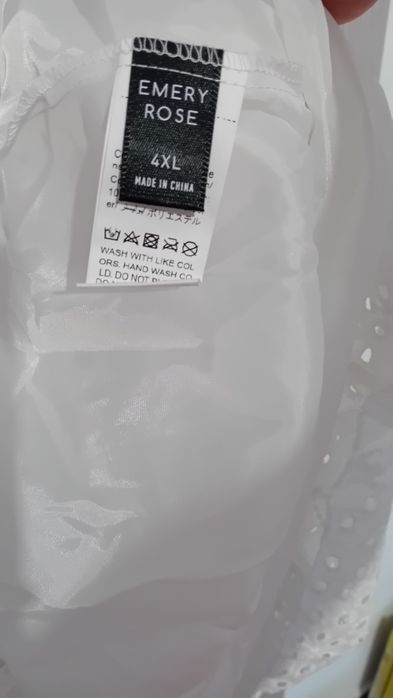 EMERY
ROSE
4XL
MADE IN CHINA
ポリエステル
WASH WITH LIKE COL
ORS. HAND WASH CO
LD. DO NOT